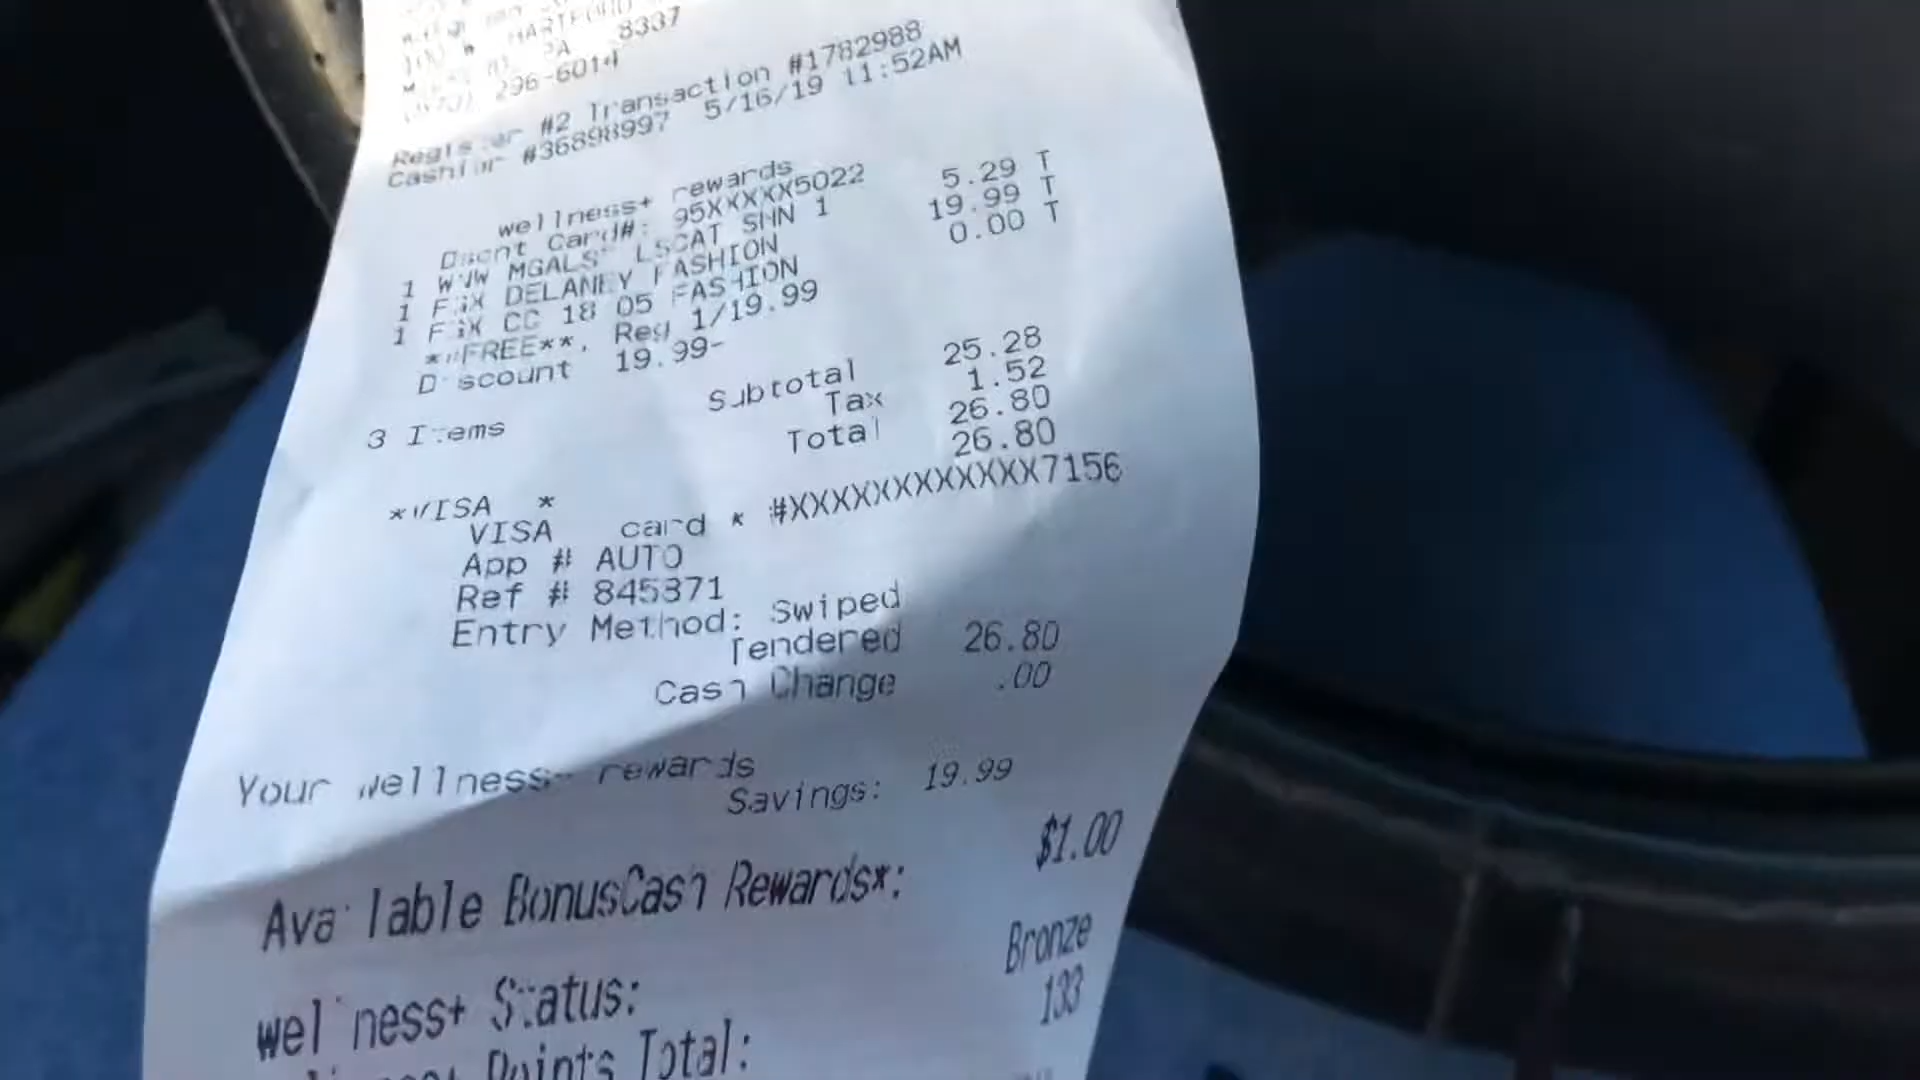 HARTFORD
PA 8337
296-6014
Register #2 Transaction #1782988
Cashier #36898997 5/16/19 11:52AM
wellness+ rewards
Dscnt Card#: 95XXXXX5022
1 WNW MGALS LSCAT SHN 1 5.29 T
1 FGX DELANEY FASHION 19.99 T
1 FGX CC 18 05 FASHION 0.00 T
**FREE**, Reg 1/19.99
Discount 19.99-
Subtotal 25.28
Tax 1.52
3 Items Total 26.80
*VISA * 26.80
VISA card * #XXXXXXXXXXXX7156
App # AUTO
Ref # 845371
Entry Method: Swiped
Tendered 26.80
Cash Change .00
Your wellness+ rewards
Savings: 19.99
Available BonusCash Rewards*: $1.00
wellness+ Status: Bronze
Points Total: 133